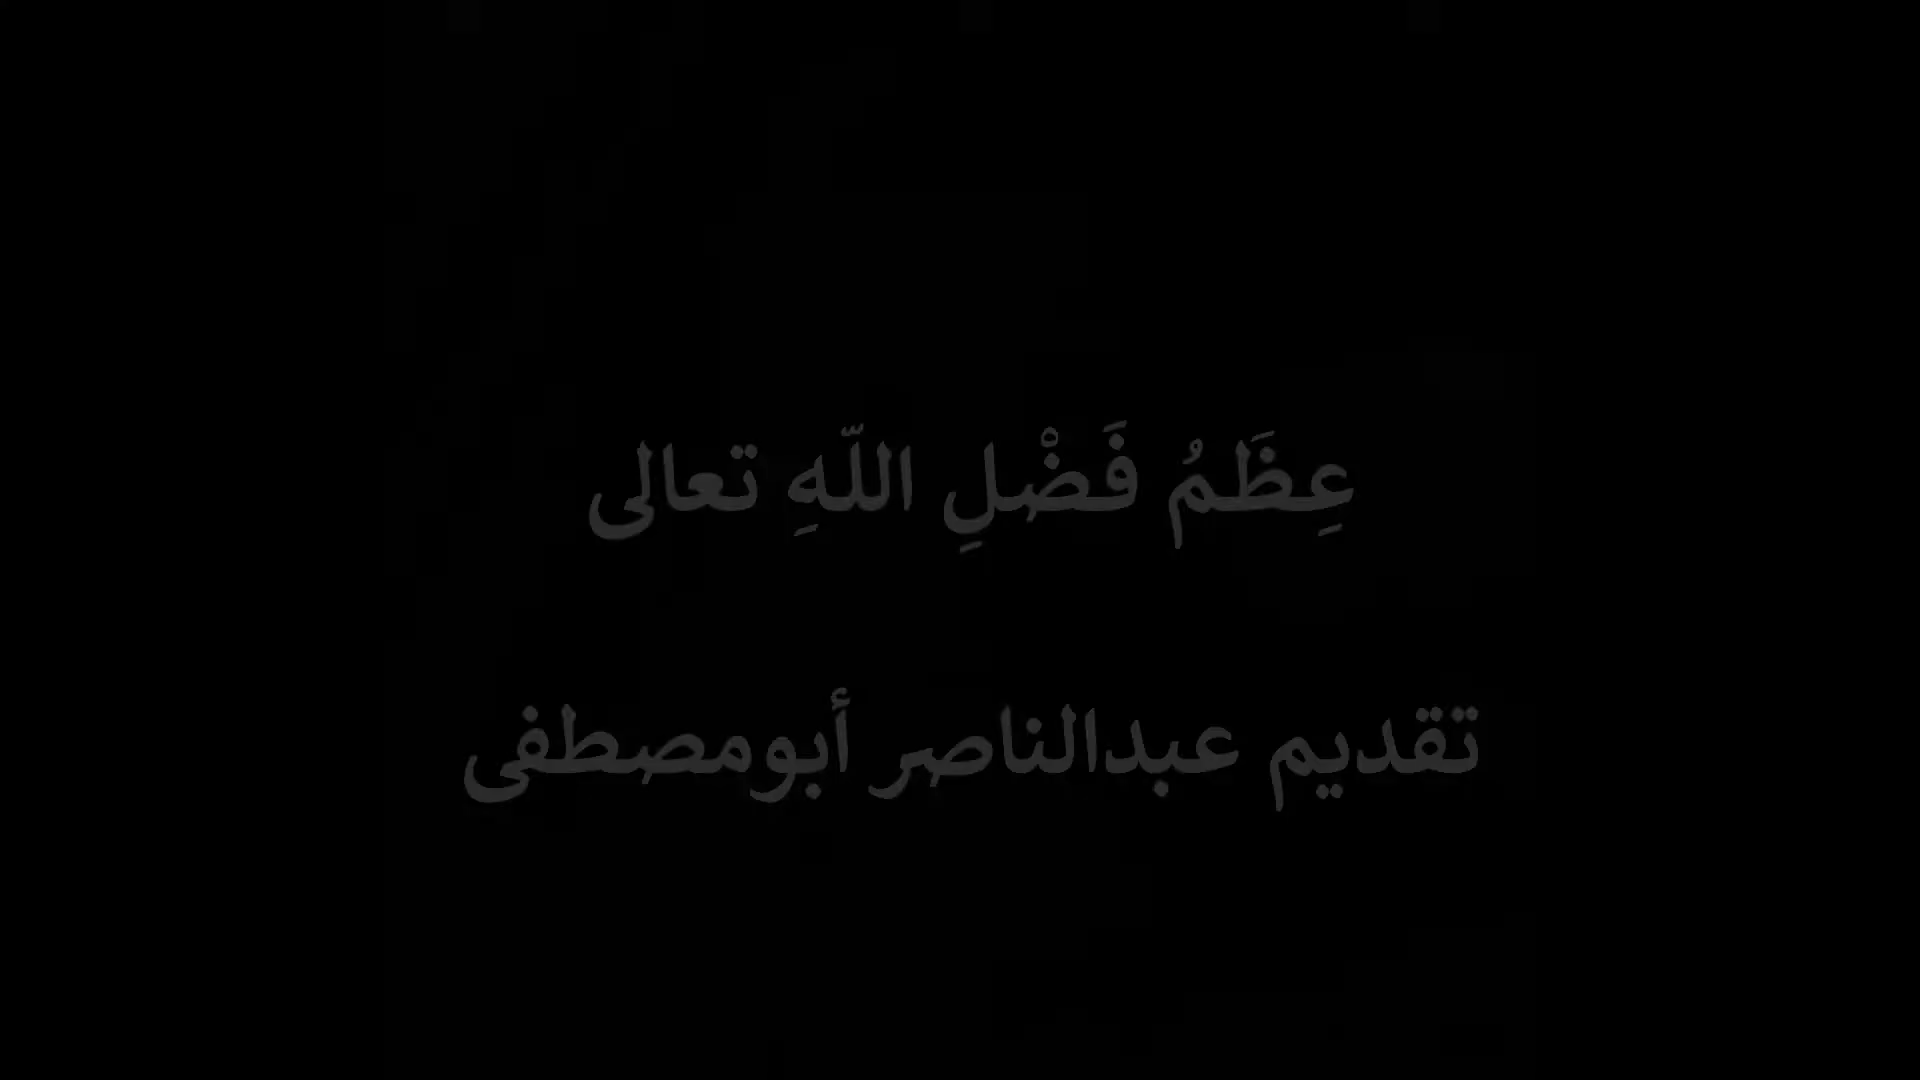 عِظَمُ فَضْلِ اللّهِ تعالى
تقديم عبدالناصر أبومصطفى